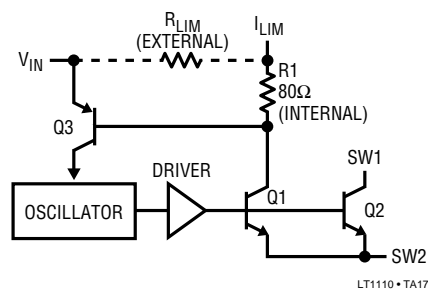 R_LIM
(EXTERNAL)
I_LIM
V_IN
R1
80Ω
(INTERNAL)
Q3
DRIVER
OSCILLATOR
Q1
SW1
Q2
SW2
LT1110 • TA17